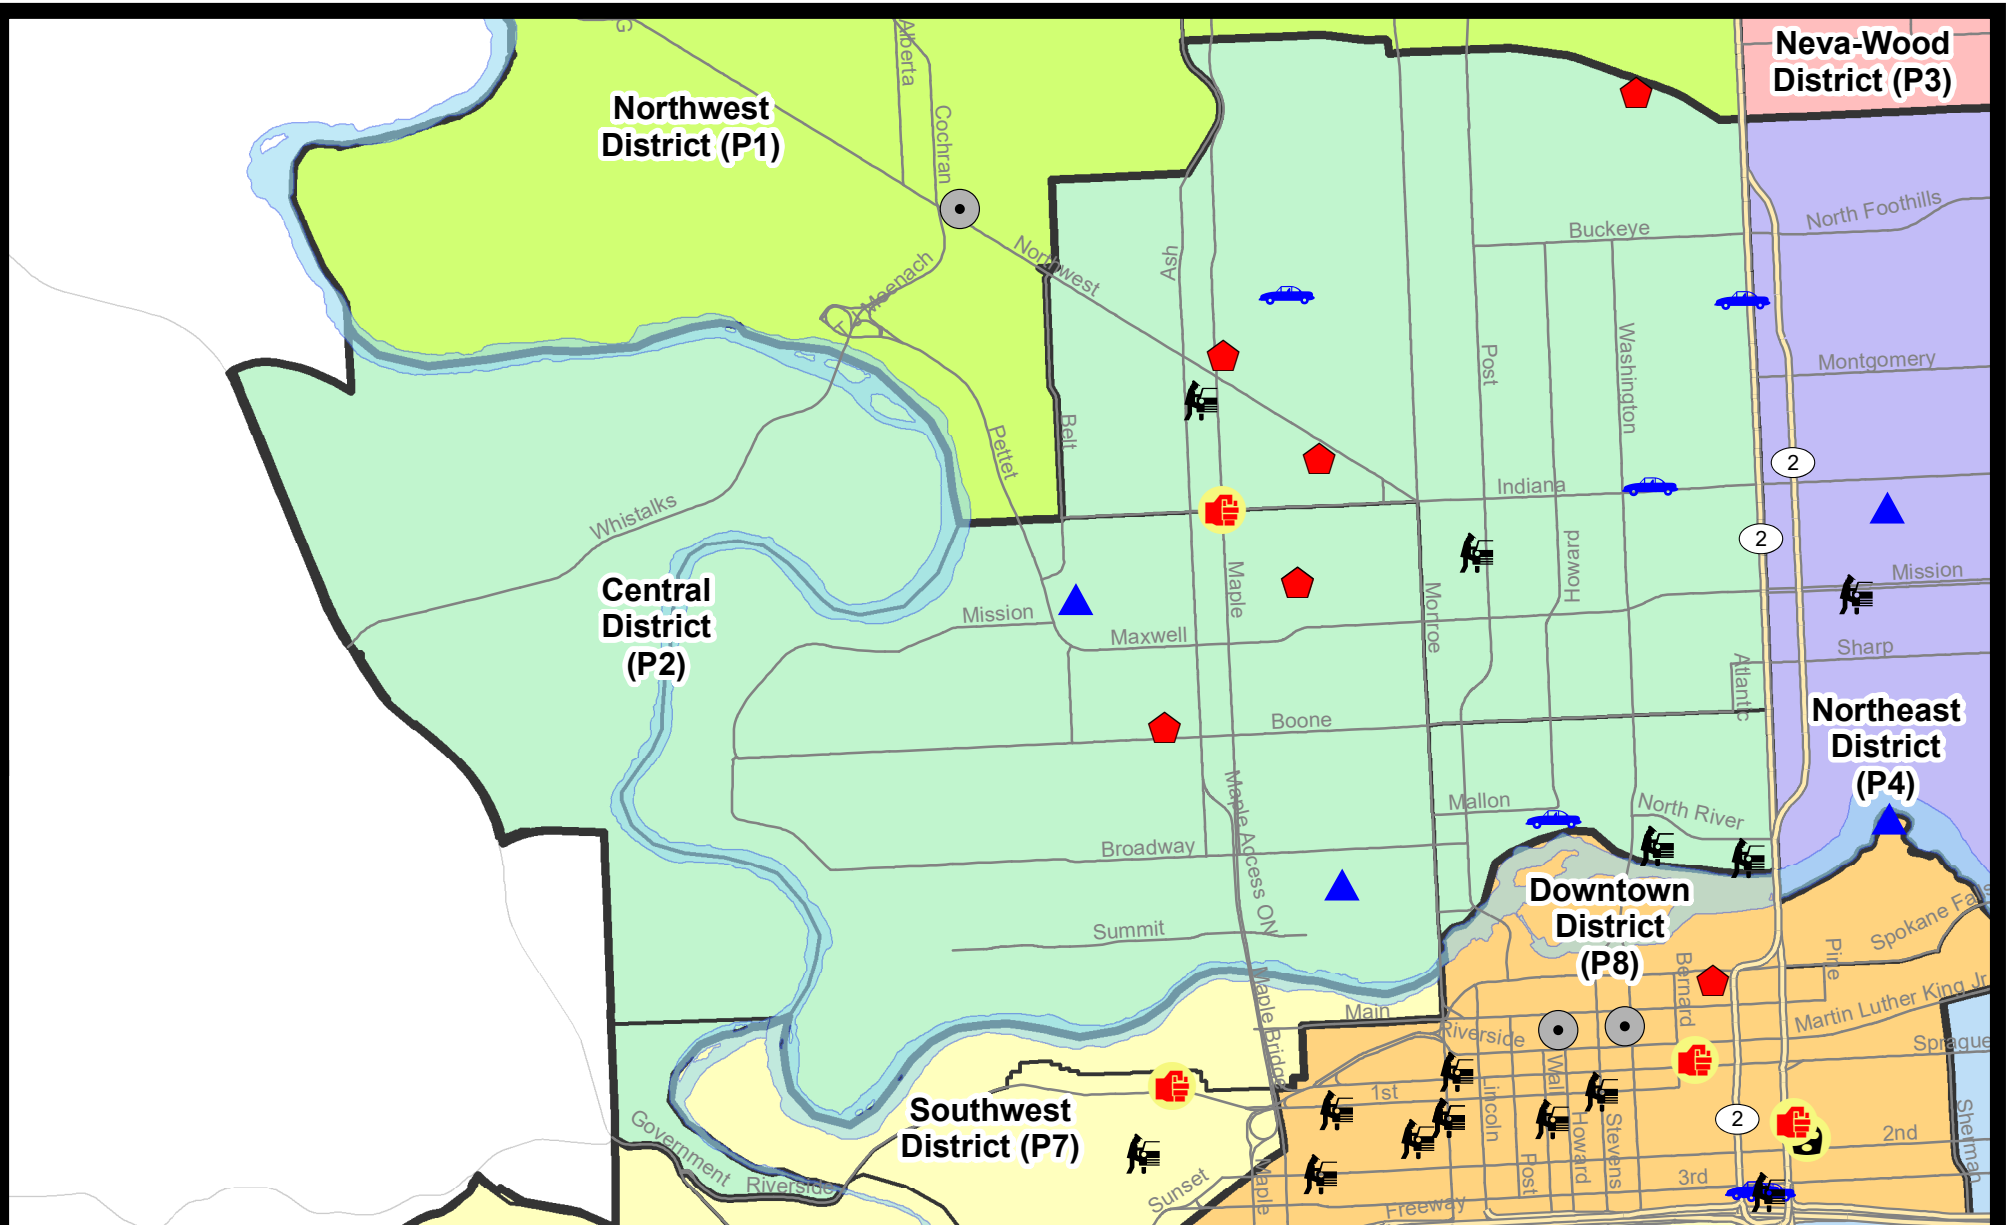 G
Alberta
Cochran
Neva-Wood
District (P3)
Northwest
District (P1)
North Foothills
Buckeye
Ash
Northwest
T J Meenach
Post
Washington
Montgomery
Belt
Pettet
2
Indiana
Whistalks
2
Howard
Maple
Monroe
Mission
Central
District
(P2)
Mission
Maxwell
Sharp
Atlantic
Boone
Northeast
District
(P4)
Maple Access ON
Mallon
North River
Broadway
Downtown
District
(P8)
Summit
Spokane Fa
Pine
Bernard
Maple Bridge
Main
Riverside
Martin Luther King Jr
Sprague
Wall
1st
Lincoln
Howard
Stevens
Southwest
District (P7)
Government
2
2nd
Sherman
Riverside
Sunset
Maple
Post
3rd
Freeway